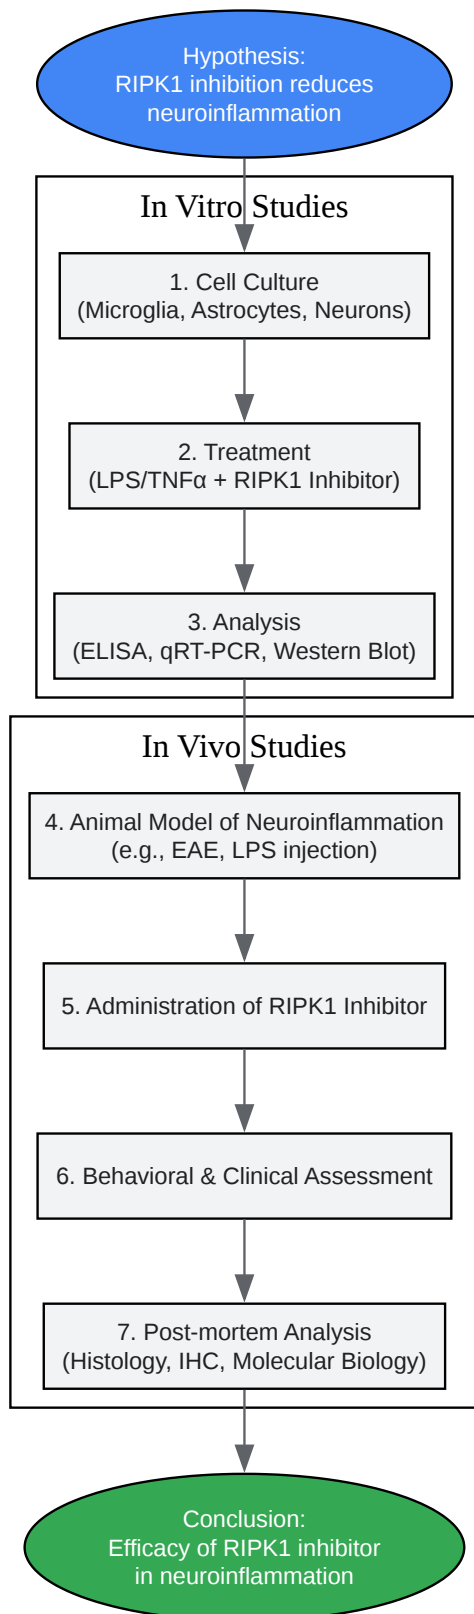 Hypothesis:
RIPK1 inhibition reduces
neuroinflammation
In Vitro Studies
1. Cell Culture
(Microglia, Astrocytes, Neurons)
2. Treatment
(LPS/TNFα + RIPK1 Inhibitor)
3. Analysis
(ELISA, qRT-PCR, Western Blot)
In Vivo Studies
4. Animal Model of Neuroinflammation
(e.g., EAE, LPS injection)
5. Administration of RIPK1 Inhibitor
6. Behavioral & Clinical Assessment
7. Post-mortem Analysis
(Histology, IHC, Molecular Biology)
Conclusion:
Efficacy of RIPK1 inhibitor
in neuroinflammation